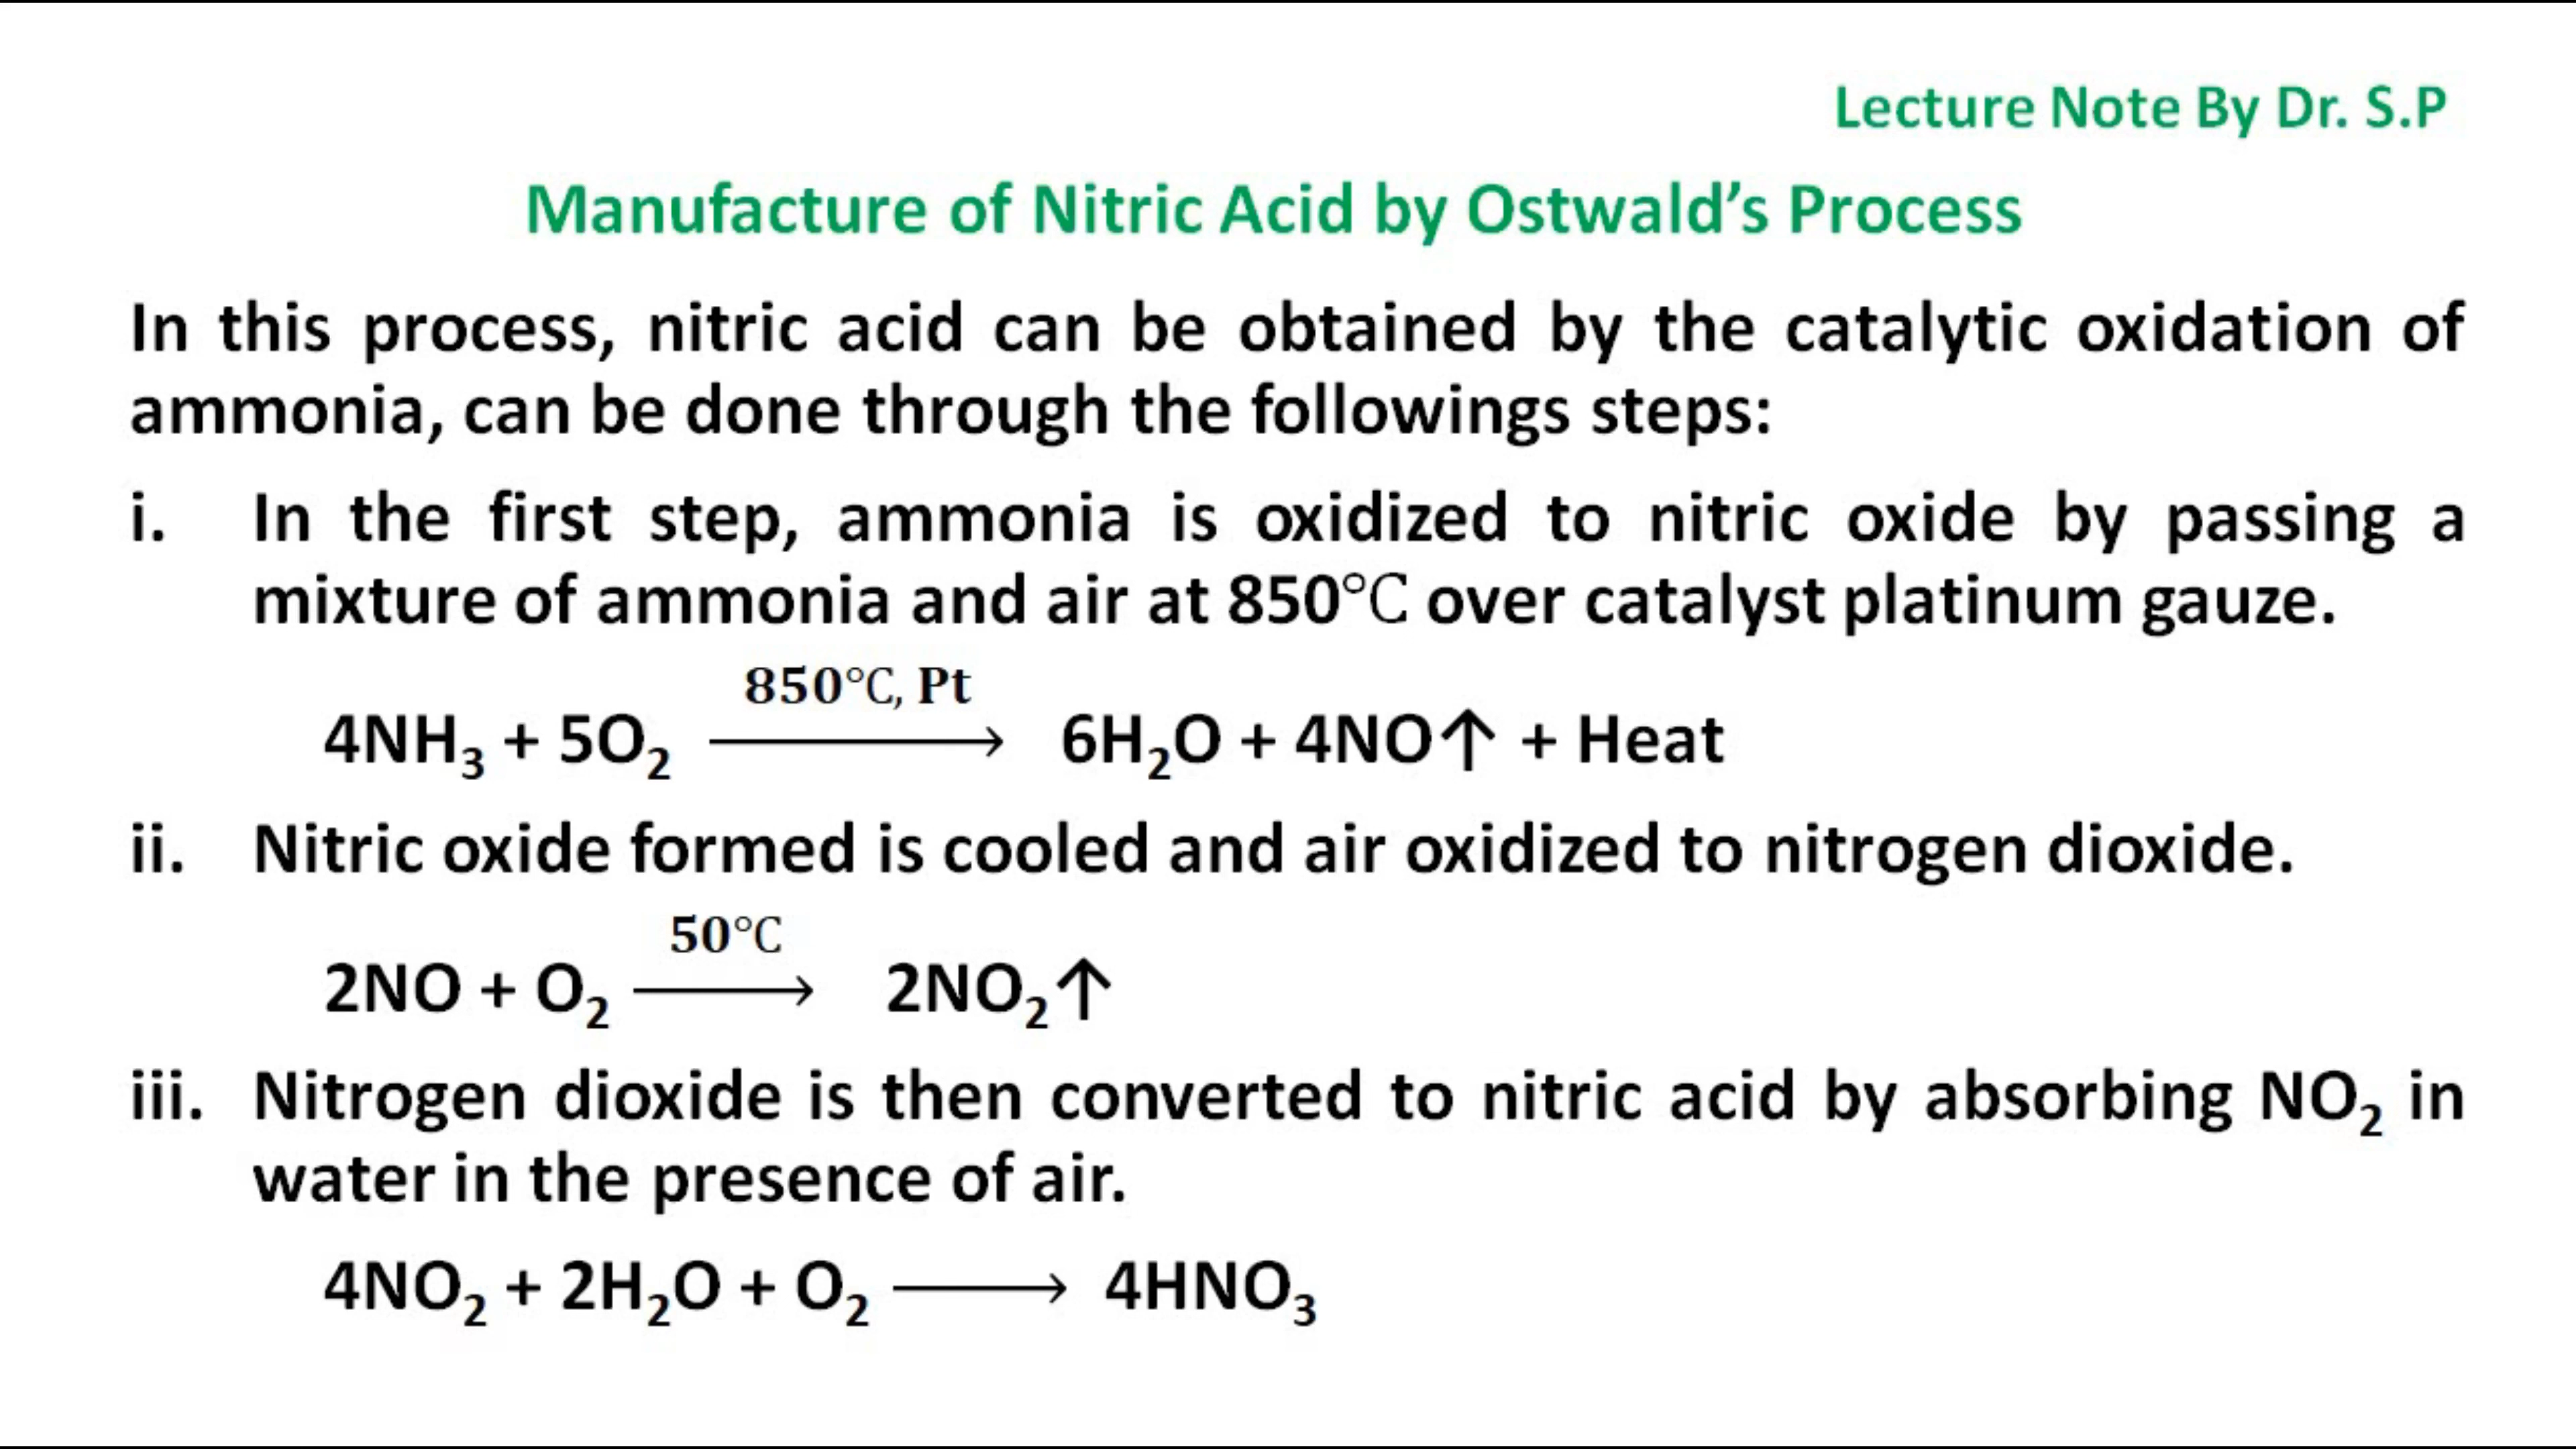 Lecture Note By Dr. S.P
Manufacture of Nitric Acid by Ostwald’s Process
In this process, nitric acid can be obtained by the catalytic oxidation of
ammonia, can be done through the followings steps:
i. In the first step, ammonia is oxidized to nitric oxide by passing a
mixture of ammonia and air at 850°C over catalyst platinum gauze.
850°C, Pt
4NH₃ + 5O₂ ⟶ 6H₂O + 4NO↑ + Heat
ii. Nitric oxide formed is cooled and air oxidized to nitrogen dioxide.
50°C
2NO + O₂ ⟶ 2NO₂↑
iii. Nitrogen dioxide is then converted to nitric acid by absorbing NO₂ in
water in the presence of air.
4NO₂ + 2H₂O + O₂ ⟶ 4HNO₃